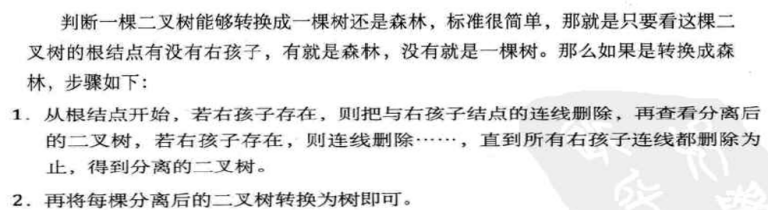 判断一棵二叉树能够转换成一棵树还是森林，标准很简单，那就是只要看这棵二
叉树的根结点有没有右孩子，有就是森林，没有就是一棵树。那么如果是转换成森
林，步骤如下：
1．从根结点开始，若右孩子存在，则把与右孩子结点的连线删除，再查看分离后
的二叉树，若右孩子存在，则连线删除……，直到所有右孩子连线都删除为
止，得到分离的二叉树。
2．再将每棵分离后的二叉树转换为树即可。